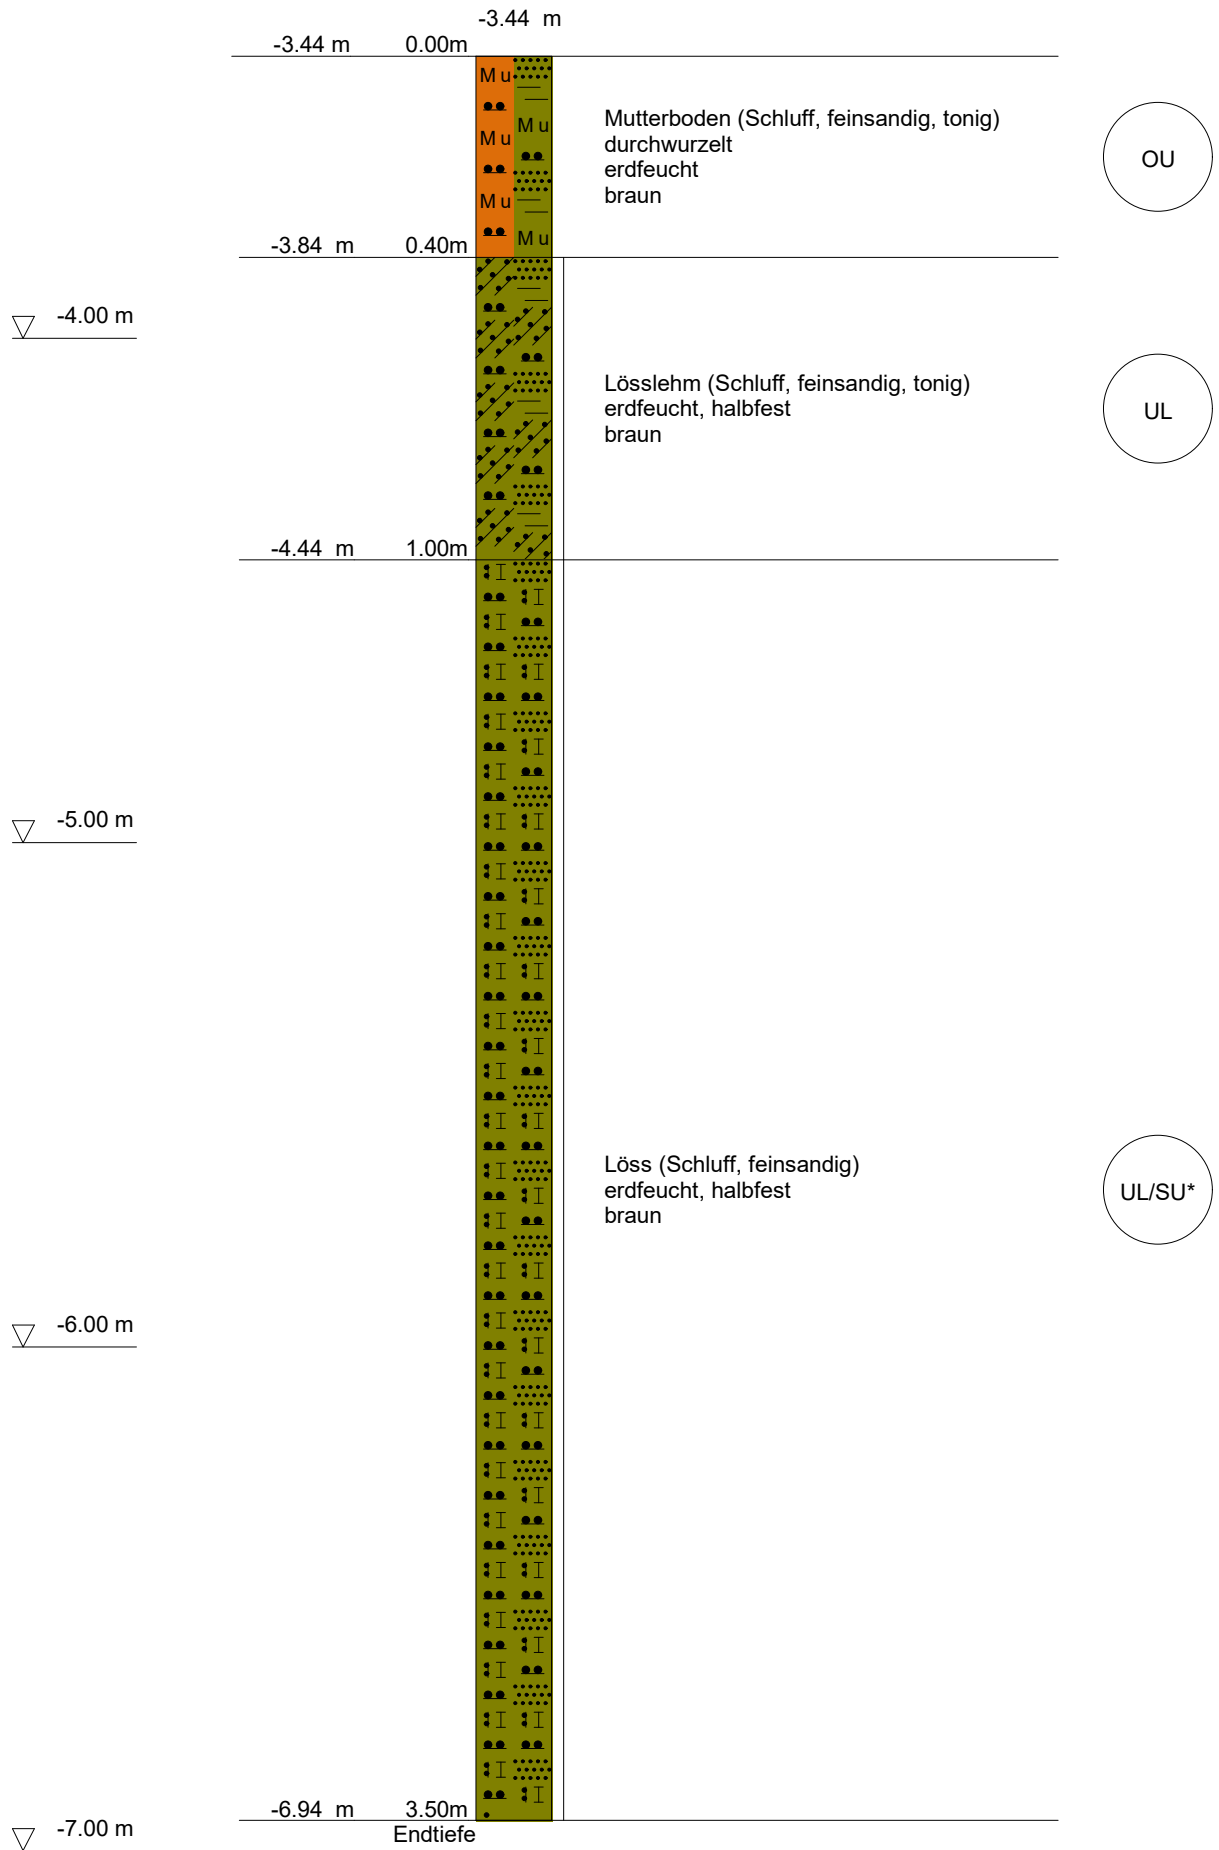 -3.44 m
-3.44 m 0.00m
Mu
Mu
Mu
Mu
Mu
Mutterboden (Schluff, feinsandig, tonig)
durchwurzelt
erdfeucht
braun
OU
-3.84 m 0.40m
-4.00 m
Lösslehm (Schluff, feinsandig, tonig)
erdfeucht, halbfest
braun
UL
-4.44 m 1.00m
-5.00 m
Löss (Schluff, feinsandig)
erdfeucht, halbfest
braun
UL/SU*
-6.00 m
-6.94 m 3.50m
Endtiefe
-7.00 m